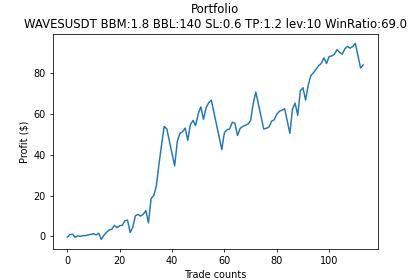 Portfolio
WAVESUSDT BBM:1.8 BBL:140 SL:0.6 TP:1.2 lev:10 WinRatio:69.0
Profit ($)
80
60
40
20
0
0 20 40 60 80 100
Trade counts